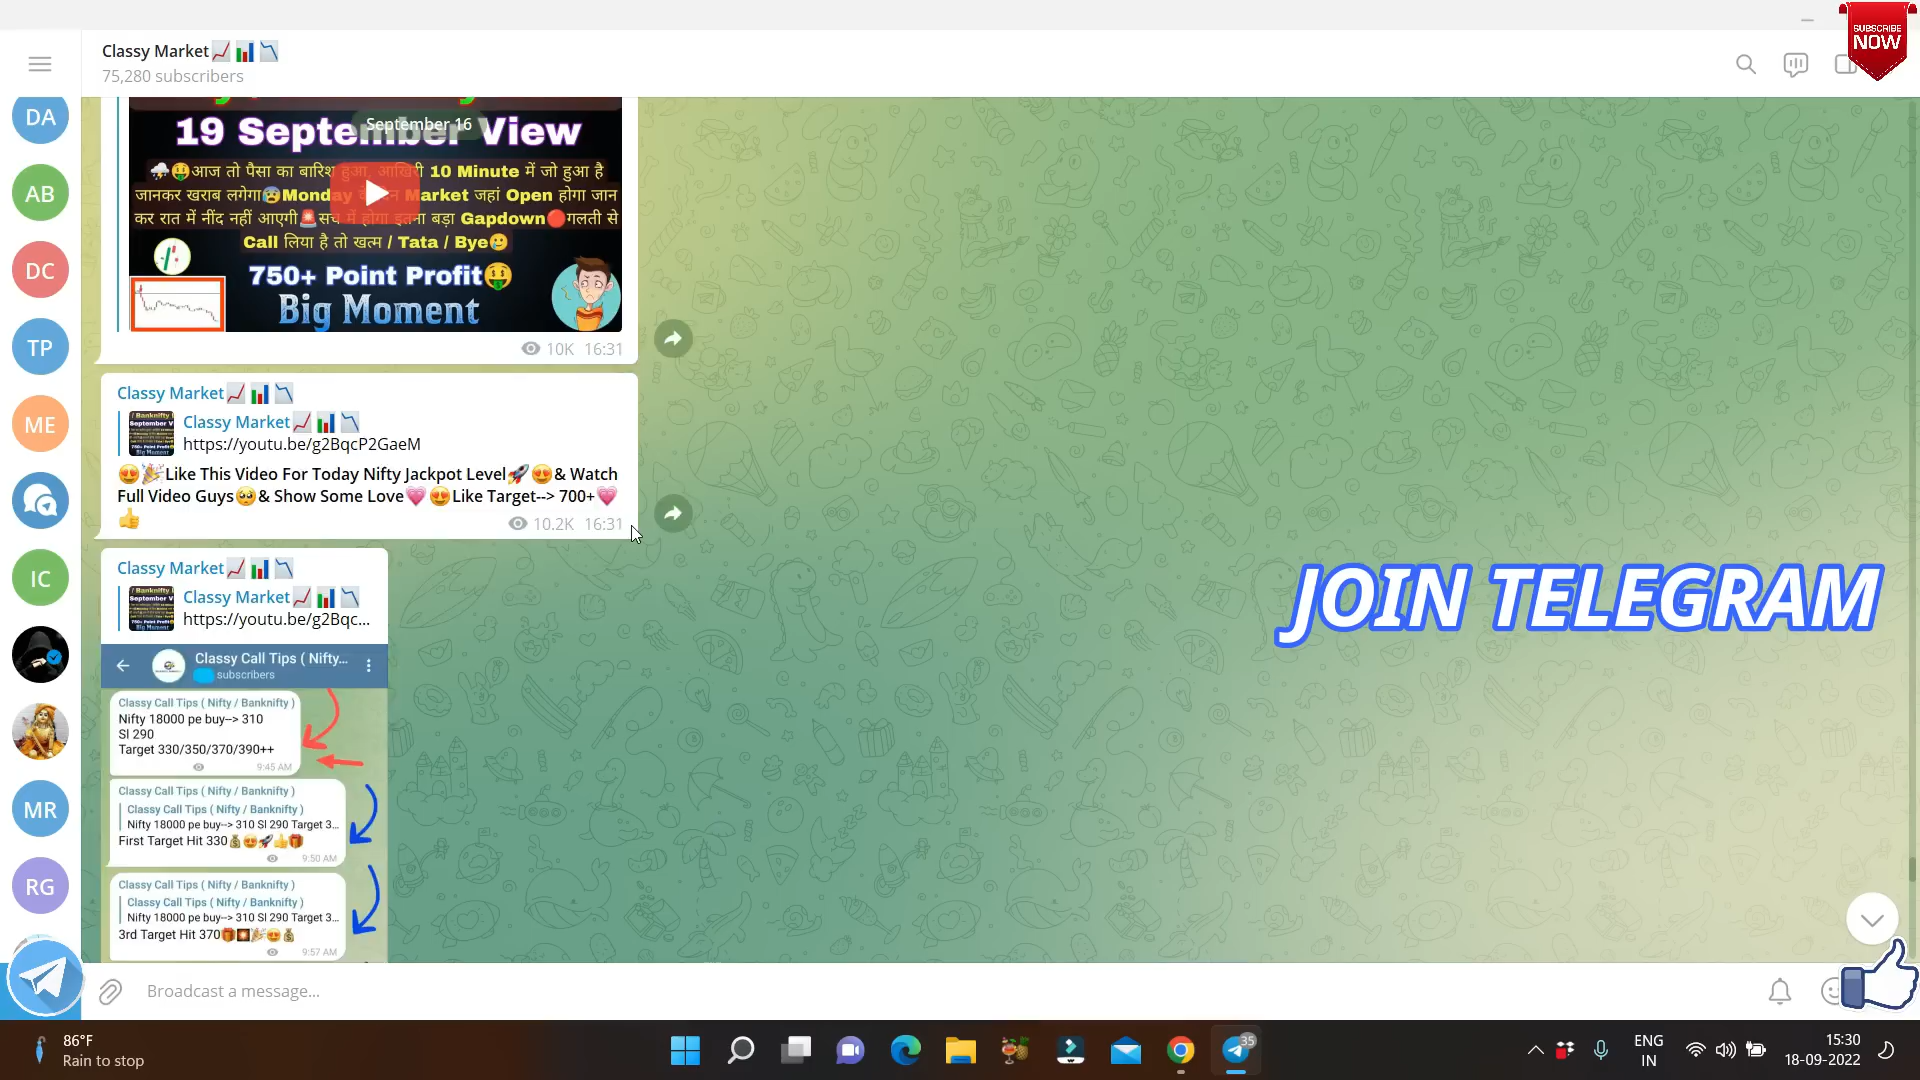 SUBSCRIBE
NOW
Classy Market
75,280 subscribers
DA
AB
DC
TP
ME
IC
MR
RG
September 16
19 September View
आज तो पैसा का बारिश हुआ, आखिरी 10 Minute में जो हुआ है
जानकर खराब लगेगा😰Monday के दिन Market जहां Open होगा जान
कर रात में नींद नहीं आएगी🚨सच में होगा इतना बड़ा Gapdown🔴गलती से
Call लिया है तो खत्म / Tata / Bye🥲
750+ Point Profit🤑
Big Moment
10K 16:31
Classy Market
Classy Market
https://youtu.be/g2BqcP2GaeM
😍🎉Like This Video For Today Nifty Jackpot Level🚀😍& Watch
Full Video Guys🥺& Show Some Love💗😍Like Target--> 700+💗
👍
10.2K 16:31
Classy Market
Classy Market
https://youtu.be/g2Bqc...
Classy Call Tips ( Nifty...
subscribers
Classy Call Tips ( Nifty / Banknifty )
Nifty 18000 pe buy--> 310
Sl 290
Target 330/350/370/390++
9:45 AM
Classy Call Tips ( Nifty / Banknifty )
Classy Call Tips ( Nifty / Banknifty )
Nifty 18000 pe buy--> 310 Sl 290 Target 3...
First Target Hit 330💰😍🚀👍🎁
9:50 AM
Classy Call Tips ( Nifty / Banknifty )
Classy Call Tips ( Nifty / Banknifty )
Nifty 18000 pe buy--> 310 Sl 290 Target 3...
3rd Target Hit 370🎁🎇🎉😍💰
9:57 AM
JOIN TELEGRAM
Broadcast a message...
86°F
Rain to stop
35
ENG
IN
15:30
18-09-2022